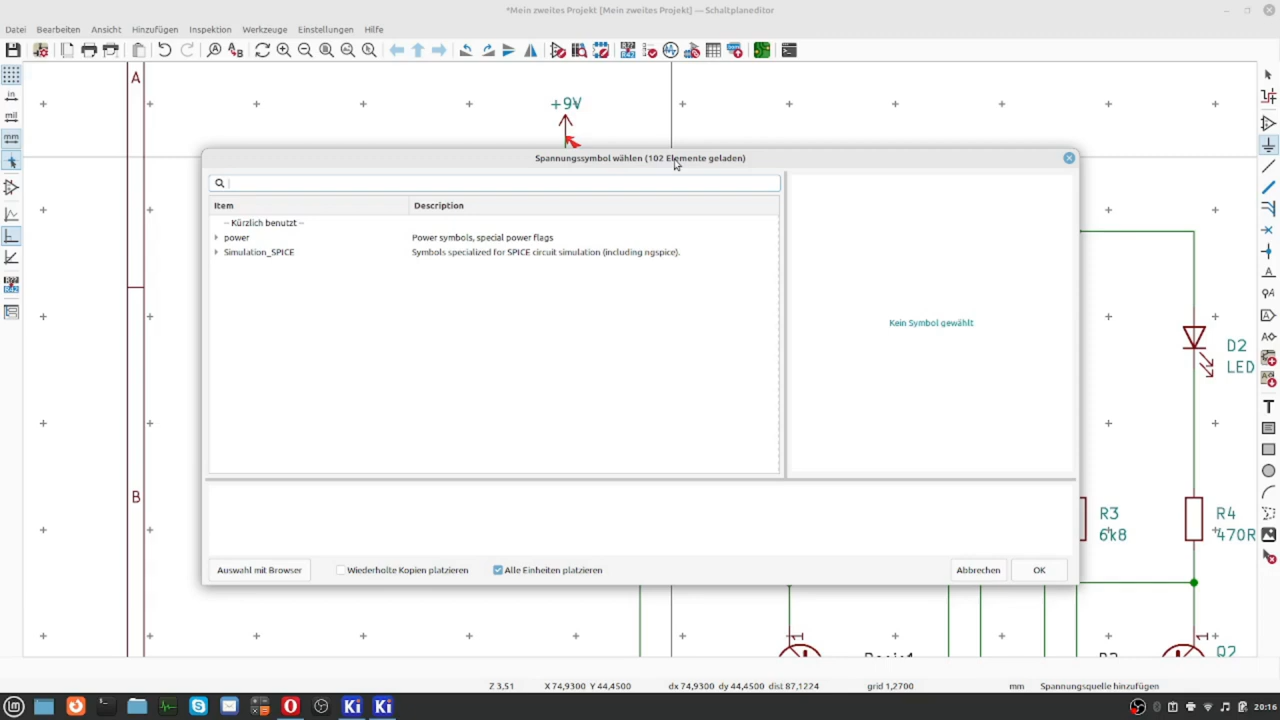 *Mein zweites Projekt [Mein zweites Projekt] — Schaltplaneditor
Datei Bearbeiten Ansicht Hinzufügen Inspektion Werkzeuge Einstellungen Hilfe
A
+9V
Spannungssymbol wählen (102 Elemente geladen)
Item Description
-- Kürzlich benutzt --
power Power symbols, special power flags
Simulation_SPICE Symbols specialized for SPICE circuit simulation (including ngspice).
Kein Symbol gewählt
D2
LED
B
R3
6k8
R4
470R
Auswahl mit Browser Wiederholte Kopien platzieren Alle Einheiten platzieren Abbrechen OK
1
1
Q2
Z 3,51 X 74,9300 Y 44,4500 dx 74,9300 dy 44,4500 dist 87,1224 grid 1,2700 mm Spannungsquelle hinzufügen
20:16